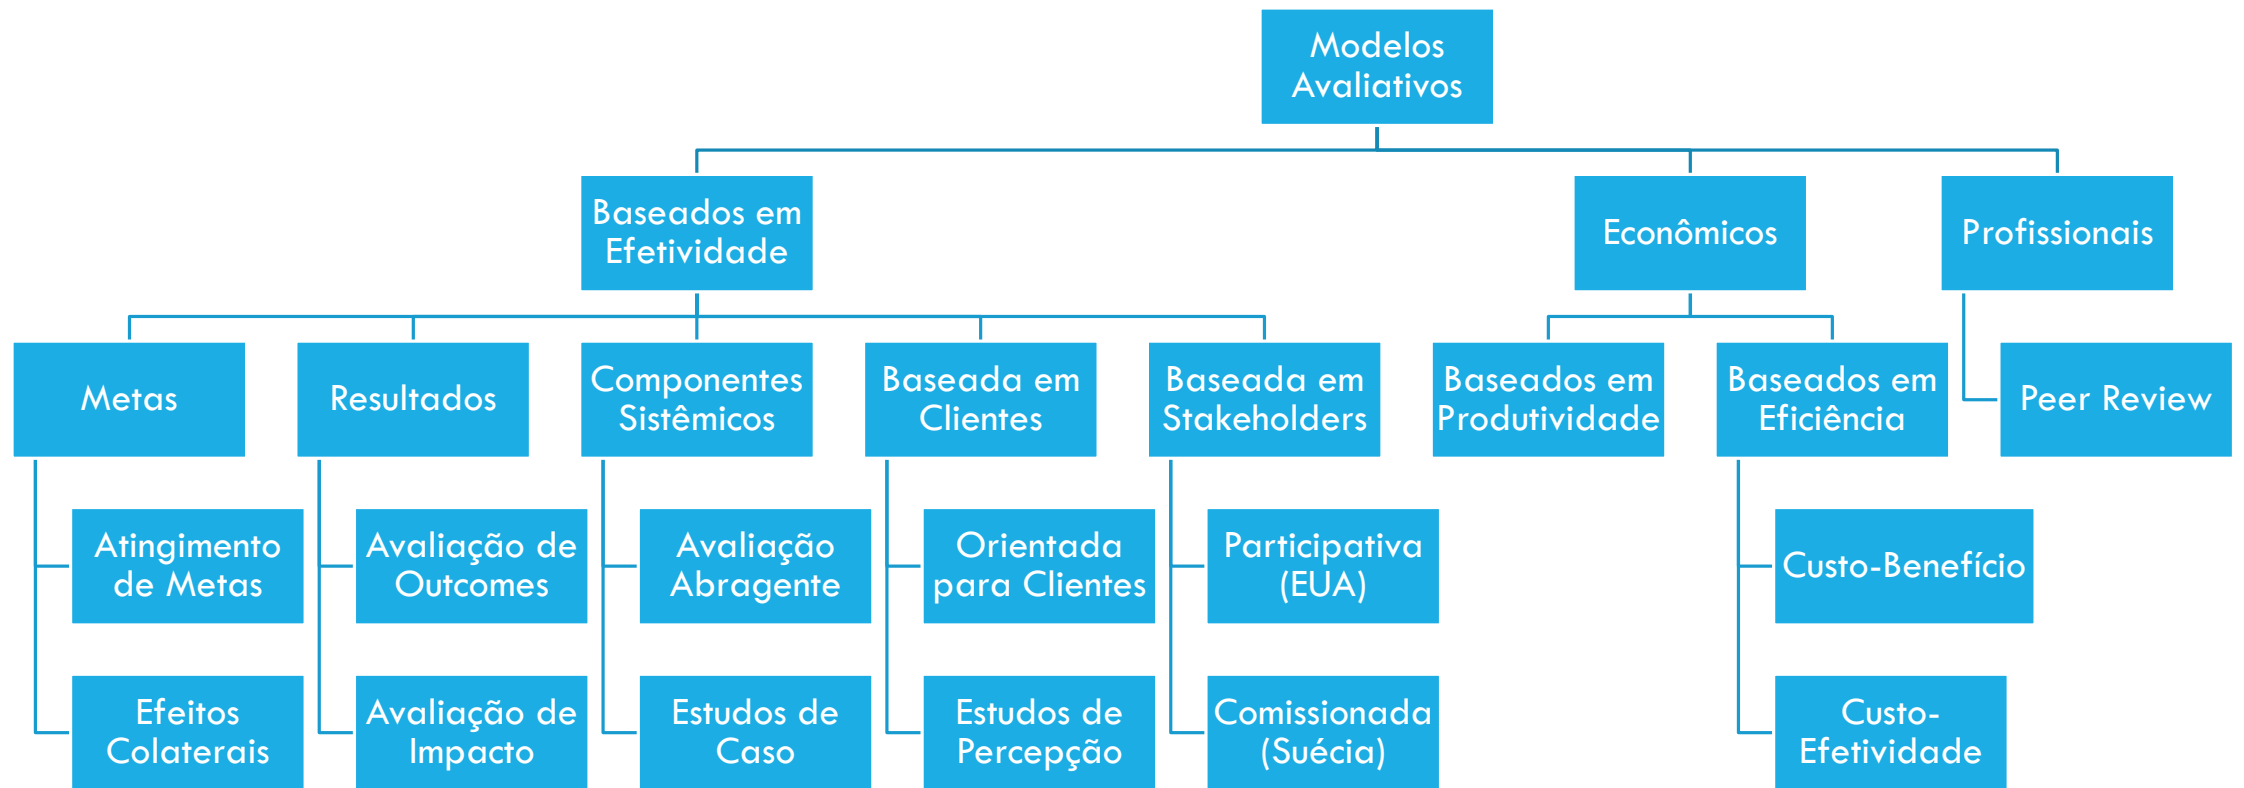 Modelos
Avaliativos
Baseados em
Efetividade
Econômicos
Profissionais
Metas
Resultados
Componentes
Sistêmicos
Baseada em
Clientes
Baseada em
Stakeholders
Baseados em
Produtividade
Baseados em
Eficiência
Peer Review
Atingimento
de Metas
Avaliação de
Outcomes
Avaliação
Abragente
Orientada
para Clientes
Participativa
(EUA)
Custo-Benefício
Efeitos
Colaterais
Avaliação de
Impacto
Estudos de
Caso
Estudos de
Percepção
Comissionada
(Suécia)
Custo-
Efetividade